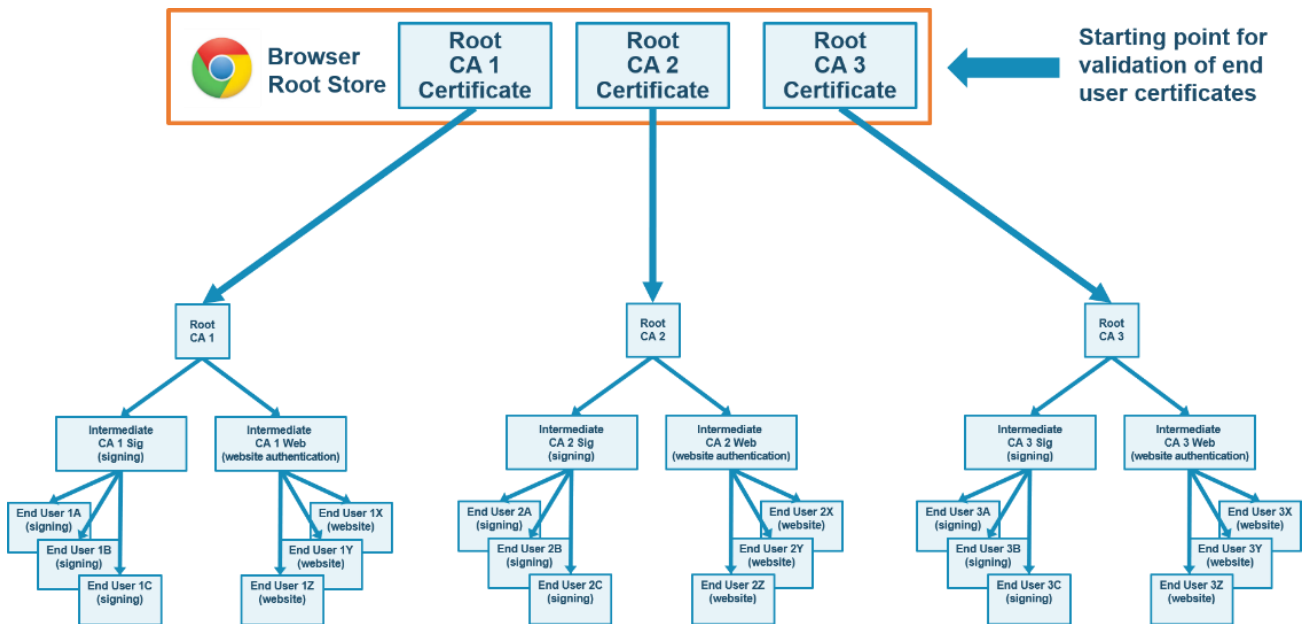 Browser
Root Store
Root
CA 1
Certificate
Root
CA 2
Certificate
Root
CA 3
Certificate
Starting point for
validation of end
user certificates
Root
CA 1
Root
CA 2
Root
CA 3
Intermediate
CA 1 Sig
(signing)
Intermediate
CA 1 Web
(website authentication)
Intermediate
CA 2 Sig
(signing)
Intermediate
CA 2 Web
(website authentication)
Intermediate
CA 3 Sig
(signing)
Intermediate
CA 3 Web
(website authentication)
End User 1A
(signing)
End User 1B
(signing)
End User 1C
(signing)
End User 1X
(website)
End User 1Y
(website)
End User 1Z
(website)
End User 2A
(signing)
End User 2B
(signing)
End User 2C
(signing)
End User 2X
(website)
End User 2Y
(website)
End User 2Z
(website)
End User 3A
(signing)
End User 3B
(signing)
End User 3C
(signing)
End User 3X
(website)
End User 3Y
(website)
End User 3Z
(website)